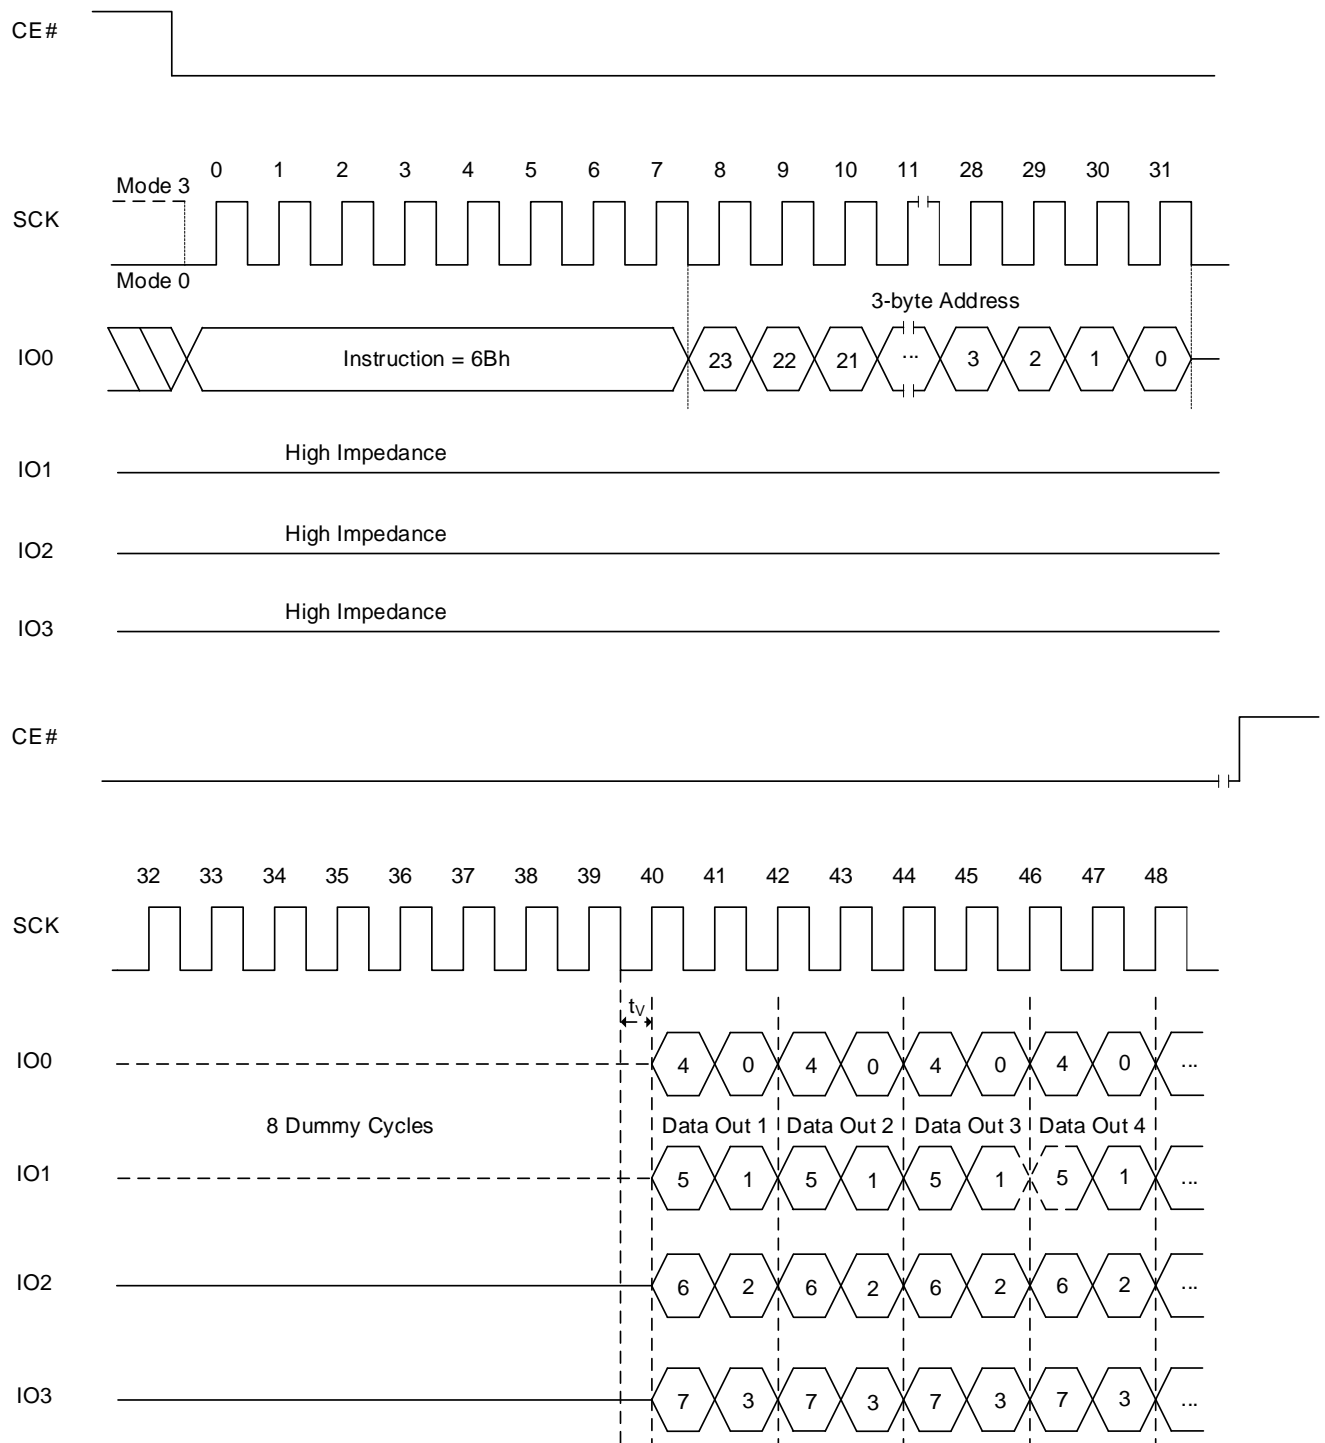 CE#
0 1 2 3 4 5 6 7 8 9 10 11 28 29 30 31
Mode 3
SCK
Mode 0
3-byte Address
IO0 Instruction = 6Bh 23 22 21 ... 3 2 1 0
High Impedance
IO1
High Impedance
IO2
High Impedance
IO3
CE#
32 33 34 35 36 37 38 39 40 41 42 43 44 45 46 47 48
SCK
tV
IO0 4 0 4 0 4 0 4 0 ...
8 Dummy Cycles Data Out 1 Data Out 2 Data Out 3 Data Out 4
IO1 5 1 5 1 5 1 5 1 ...
IO2 6 2 6 2 6 2 6 2 ...
IO3 7 3 7 3 7 3 7 3 ...